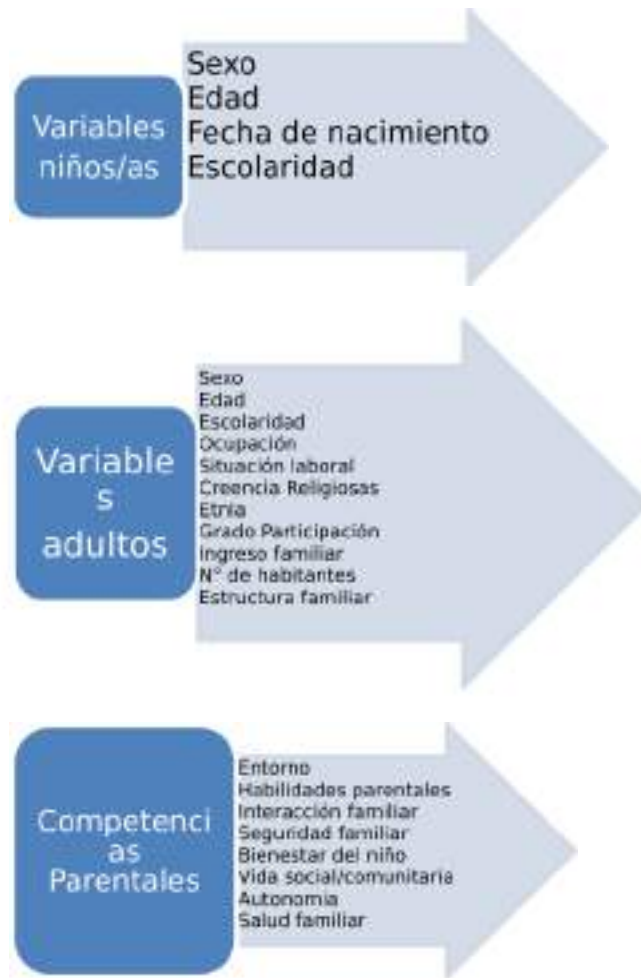 Variables
niños/as
Sexo
Edad
Fecha de nacimiento
Escolaridad
Variable
s
adultos
Sexo
Edad
Escolaridad
Ocupación
Situación laboral
Creencia Religiosas
Etnia
Grado Participación
Ingreso familiar
N° de habitantes
Estructura familiar
Competenci
as
Parentales
Entorno
Habilidades parentales
Interacción familiar
Seguridad familiar
Bienestar del niño
Vida social/comunitaria
Autonomia
Salud familiar